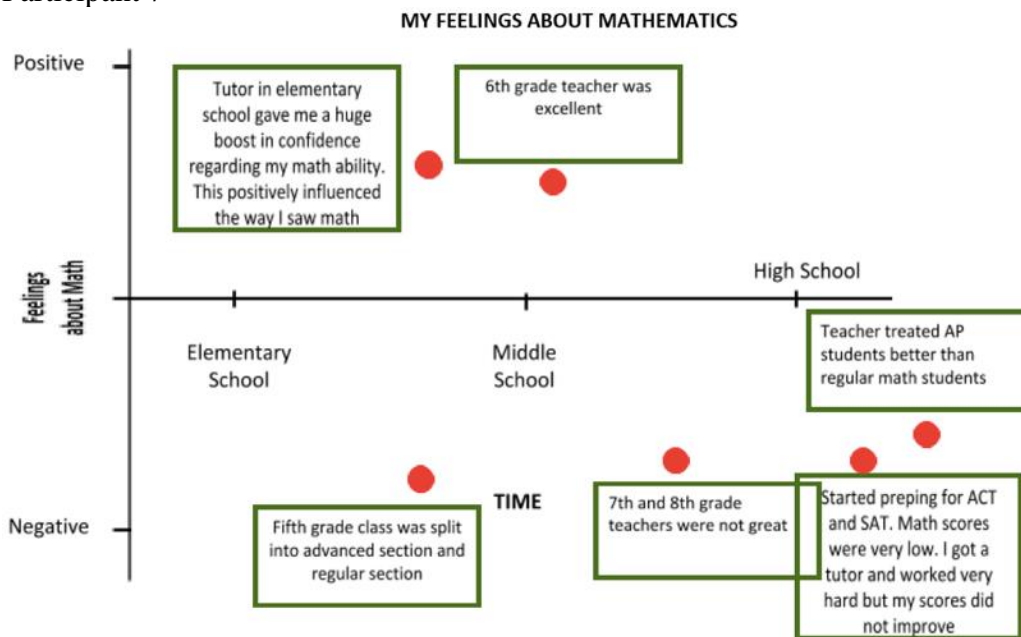 MY FEELINGS ABOUT MATHEMATICS
Positive
Tutor in elementary
school gave me a huge
boost in confidence
regarding my math ability.
This positively influenced
the way I saw math
6th grade teacher was
excellent
Feelings
about Math
High School
Elementary
School
Middle
School
Teacher treated AP
students better than
regular math students
Negative
TIME
Fifth grade class was split
into advanced section and
regular section
7th and 8th grade
teachers were not great
Started preping for ACT
and SAT. Math scores
were very low. I got a
tutor and worked very
hard but my scores did
not improve